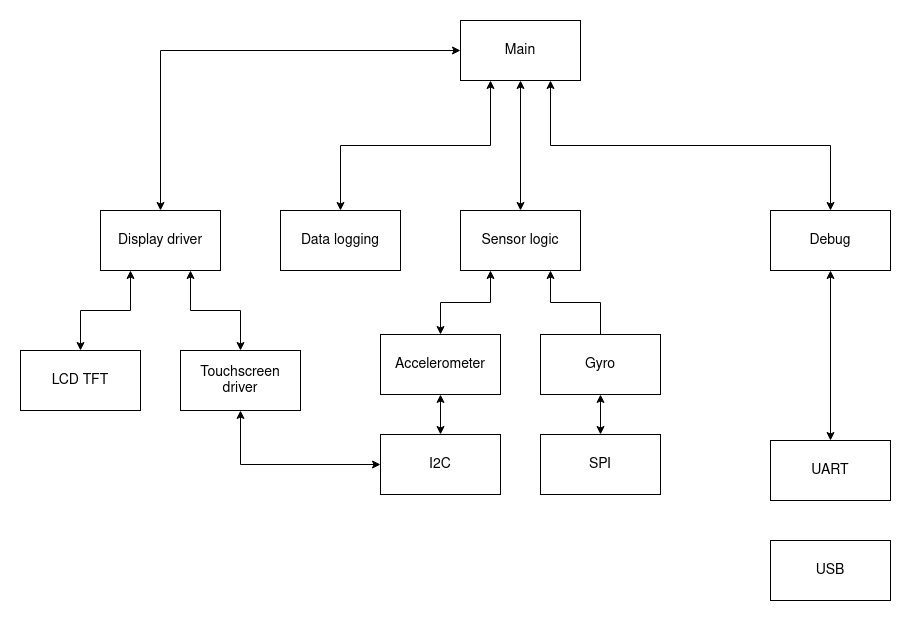 Main
Display driver
Data logging
Sensor logic
Debug
LCD TFT
Touchscreen
driver
Accelerometer
Gyro
I2C
SPI
UART
USB